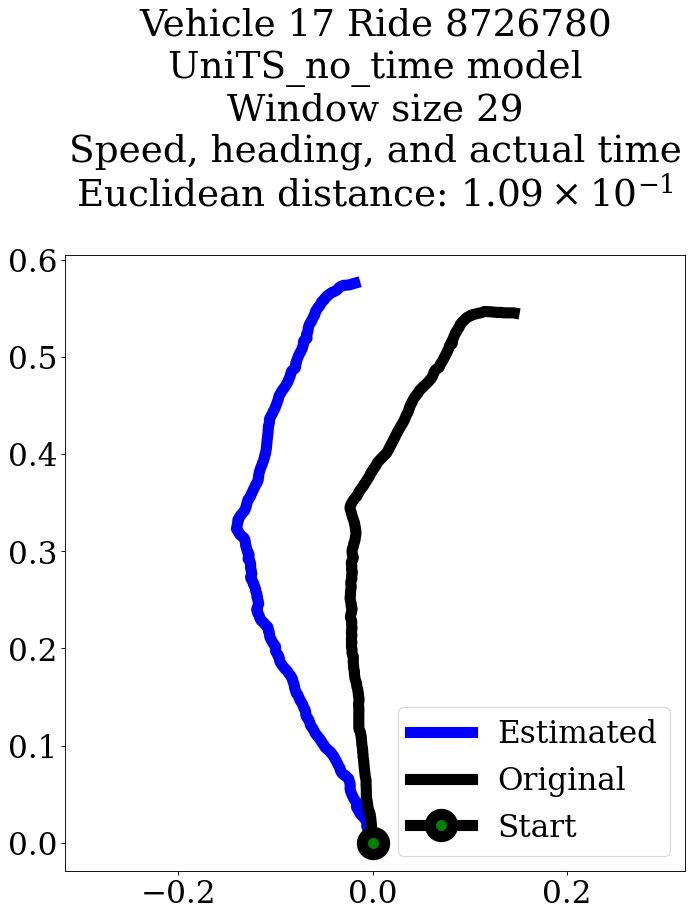 Vehicle 17 Ride 8726780
UniTS_no_time model
Window size 29
Speed, heading, and actual time
Euclidean distance: 1.09 × 10⁻¹
0.6
0.5
0.4
0.3
0.2
0.1
0.0
Estimated
Original
Start
−0.2
0.0
0.2